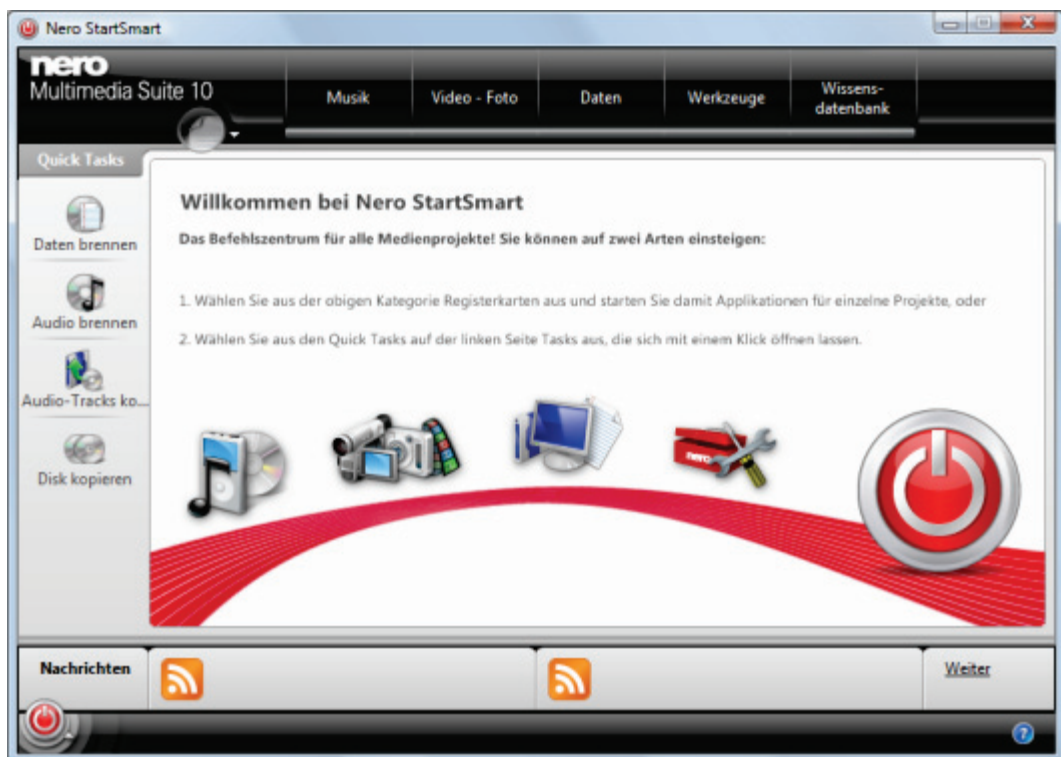 Nero StartSmart
nero
Multimedia Suite 10
Musik
Video - Foto
Daten
Werkzeuge
Wissens-
datenbank
Quick Tasks
Daten brennen
Audio brennen
Audio-Tracks ko...
Disk kopieren
Willkommen bei Nero StartSmart
Das Befehlszentrum für alle Medienprojekte! Sie können auf zwei Arten einsteigen:
1. Wählen Sie aus der obigen Kategorie Registerkarten aus und starten Sie damit Applikationen für einzelne Projekte, oder
2. Wählen Sie aus den Quick Tasks auf der linken Seite Tasks aus, die sich mit einem Klick öffnen lassen.
nero
Nachrichten
Weiter
?